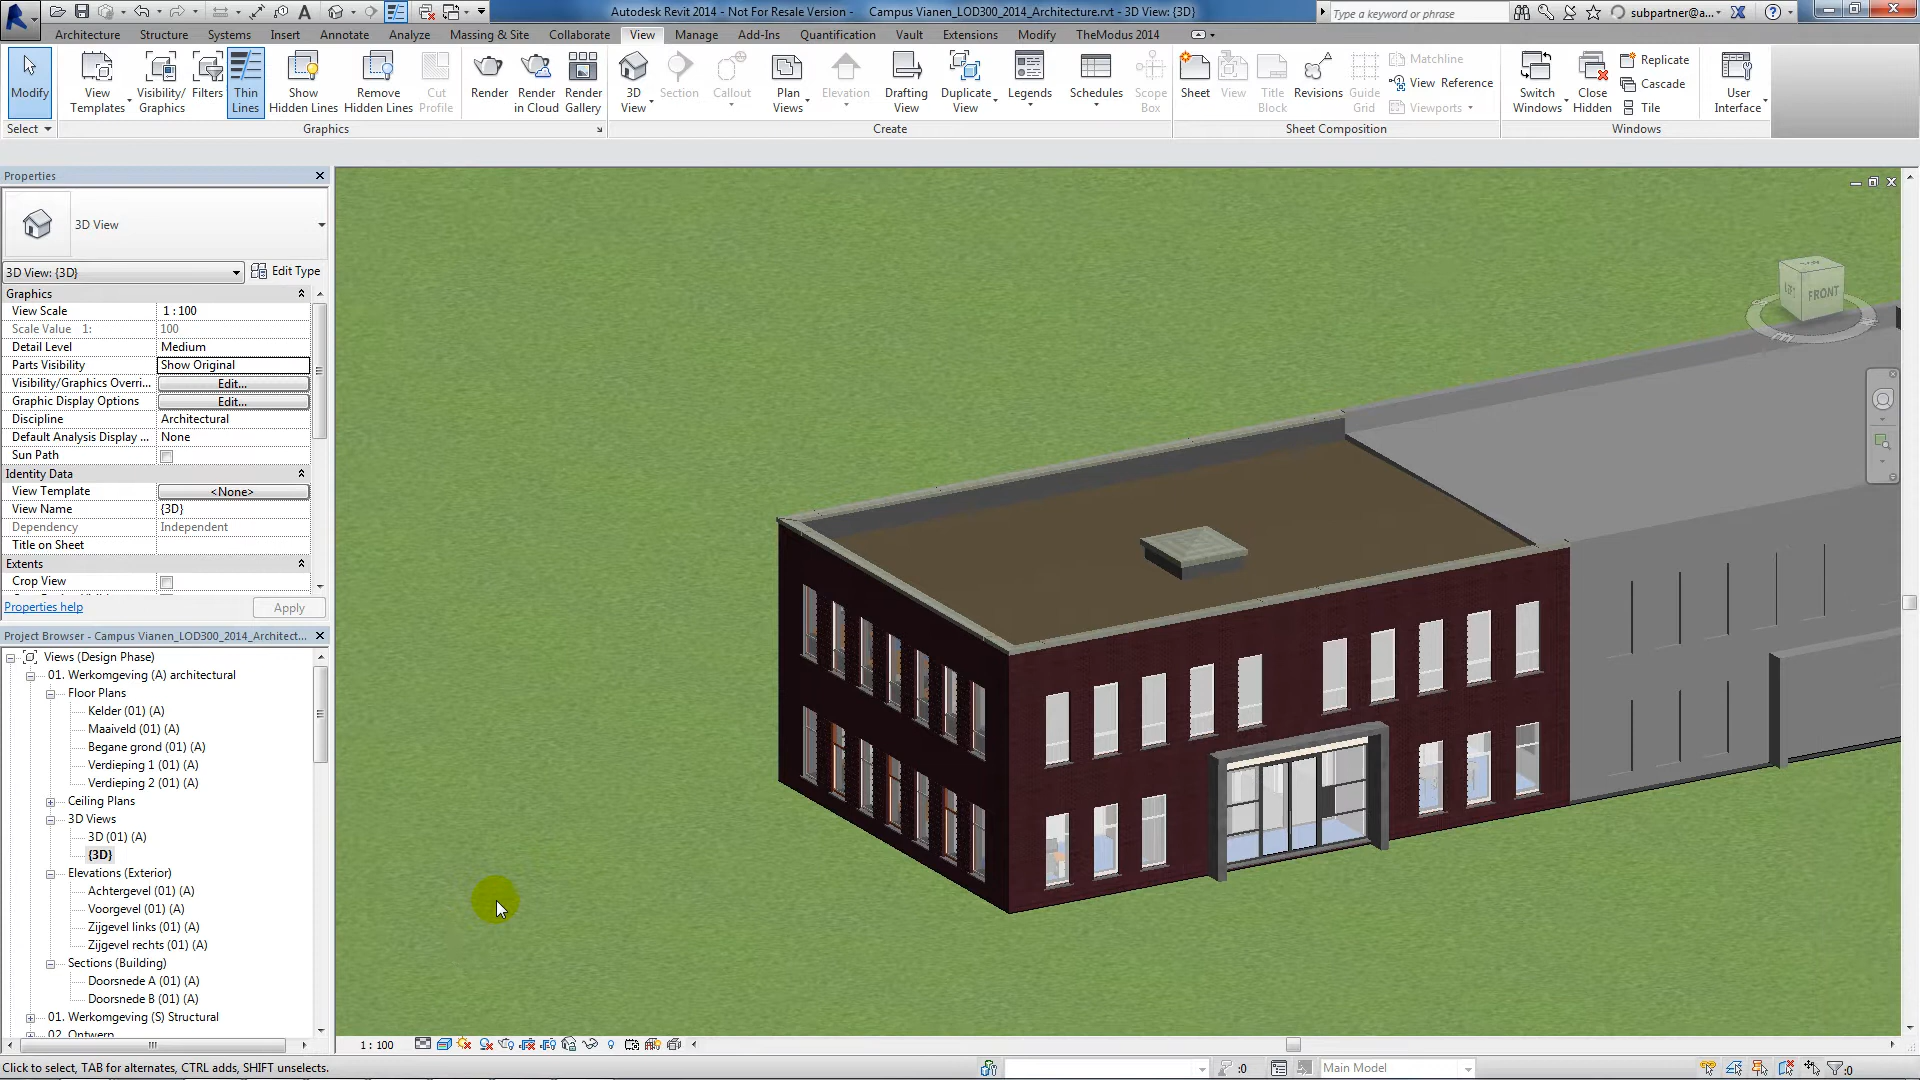 Autodesk Revit 2014 - Not For Resale Version - Campus Vianen_LOD300_2014_Architecture.rvt - 3D View: {3D}
Type a keyword or phrase
subpartner@a...
Architecture Structure Systems Insert Annotate Analyze Massing & Site Collaborate View Manage Add-Ins Quantification Vault Extensions Modify TheModus 2014
Modify
View Templates
Visibility/ Graphics
Filters
Thin Lines
Show Hidden Lines
Remove Hidden Lines
Cut Profile
Render
Render in Cloud
Render Gallery
3D View
Section
Callout
Plan Views
Elevation
Drafting View
Duplicate View
Legends
Schedules
Scope Box
Sheet
View
Title Block
Revisions
Guide Grid
Matchline
View Reference
Viewports
Switch Windows
Close Hidden
Replicate
Cascade
Tile
User Interface
Select
Graphics
Create
Sheet Composition
Windows
Properties
3D View
3D View: {3D}
Edit Type
Graphics
View Scale 1 : 100
Scale Value 1: 100
Detail Level Medium
Parts Visibility Show Original
Visibility/Graphics Overri... Edit...
Graphic Display Options Edit...
Discipline Architectural
Default Analysis Display ... None
Sun Path
Identity Data
View Template <None>
View Name {3D}
Dependency Independent
Title on Sheet
Extents
Crop View
Properties help
Apply
Project Browser - Campus Vianen_LOD300_2014_Architect...
Views (Design Phase)
01. Werkomgeving (A) architectural
Floor Plans
Kelder (01) (A)
Maaiveld (01) (A)
Begane grond (01) (A)
Verdieping 1 (01) (A)
Verdieping 2 (01) (A)
Ceiling Plans
3D Views
3D (01) (A)
{3D}
Elevations (Exterior)
Achtergevel (01) (A)
Voorgevel (01) (A)
Zijgevel links (01) (A)
Zijgevel rechts (01) (A)
Sections (Building)
Doorsnede A (01) (A)
Doorsnede B (01) (A)
01. Werkomgeving (S) Structural
02. Ontwerp
TOP
LEFT
FRONT
1 : 100
Click to select, TAB for alternates, CTRL adds, SHIFT unselects.
:0
Main Model
:0